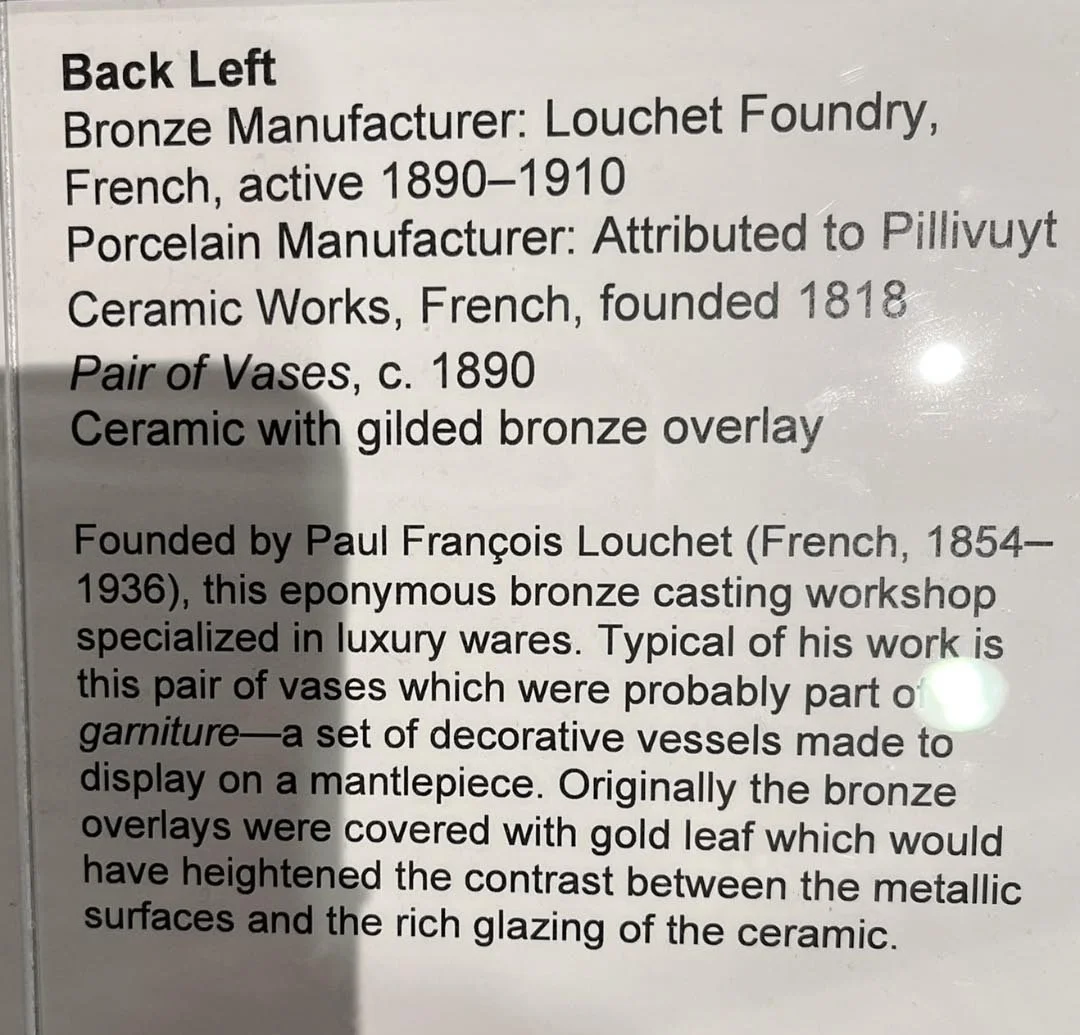 Back Left
Bronze Manufacturer: Louchet Foundry,
French, active 1890–1910
Porcelain Manufacturer: Attributed to Pillivuyt
Ceramic Works, French, founded 1818
Pair of Vases, c. 1890
Ceramic with gilded bronze overlay
Founded by Paul François Louchet (French, 1854–
1936), this eponymous bronze casting workshop
specialized in luxury wares. Typical of his work is
this pair of vases which were probably part of
garniture—a set of decorative vessels made to
display on a mantlepiece. Originally the bronze
overlays were covered with gold leaf which would
have heightened the contrast between the metallic
surfaces and the rich glazing of the ceramic.